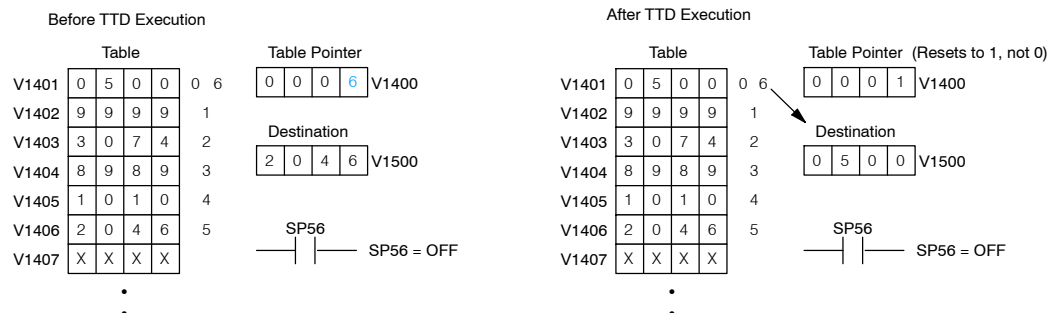 Before TTD Execution
Table
Table Pointer
V1401 0 5 0 0 0 6
0 0 0 6 V1400
V1402 9 9 9 9 1
V1403 3 0 7 4 2
Destination
2 0 4 6 V1500
V1404 8 9 8 9 3
V1405 1 0 1 0 4
V1406 2 0 4 6 5
V1407 X X X X
SP56
SP56 = OFF
After TTD Execution
Table
Table Pointer (Resets to 1, not 0)
V1401 0 5 0 0 0 6
0 0 0 1 V1400
V1402 9 9 9 9 1
V1403 3 0 7 4 2
Destination
0 5 0 0 V1500
V1404 8 9 8 9 3
V1405 1 0 1 0 4
V1406 2 0 4 6 5
V1407 X X X X
SP56
SP56 = OFF